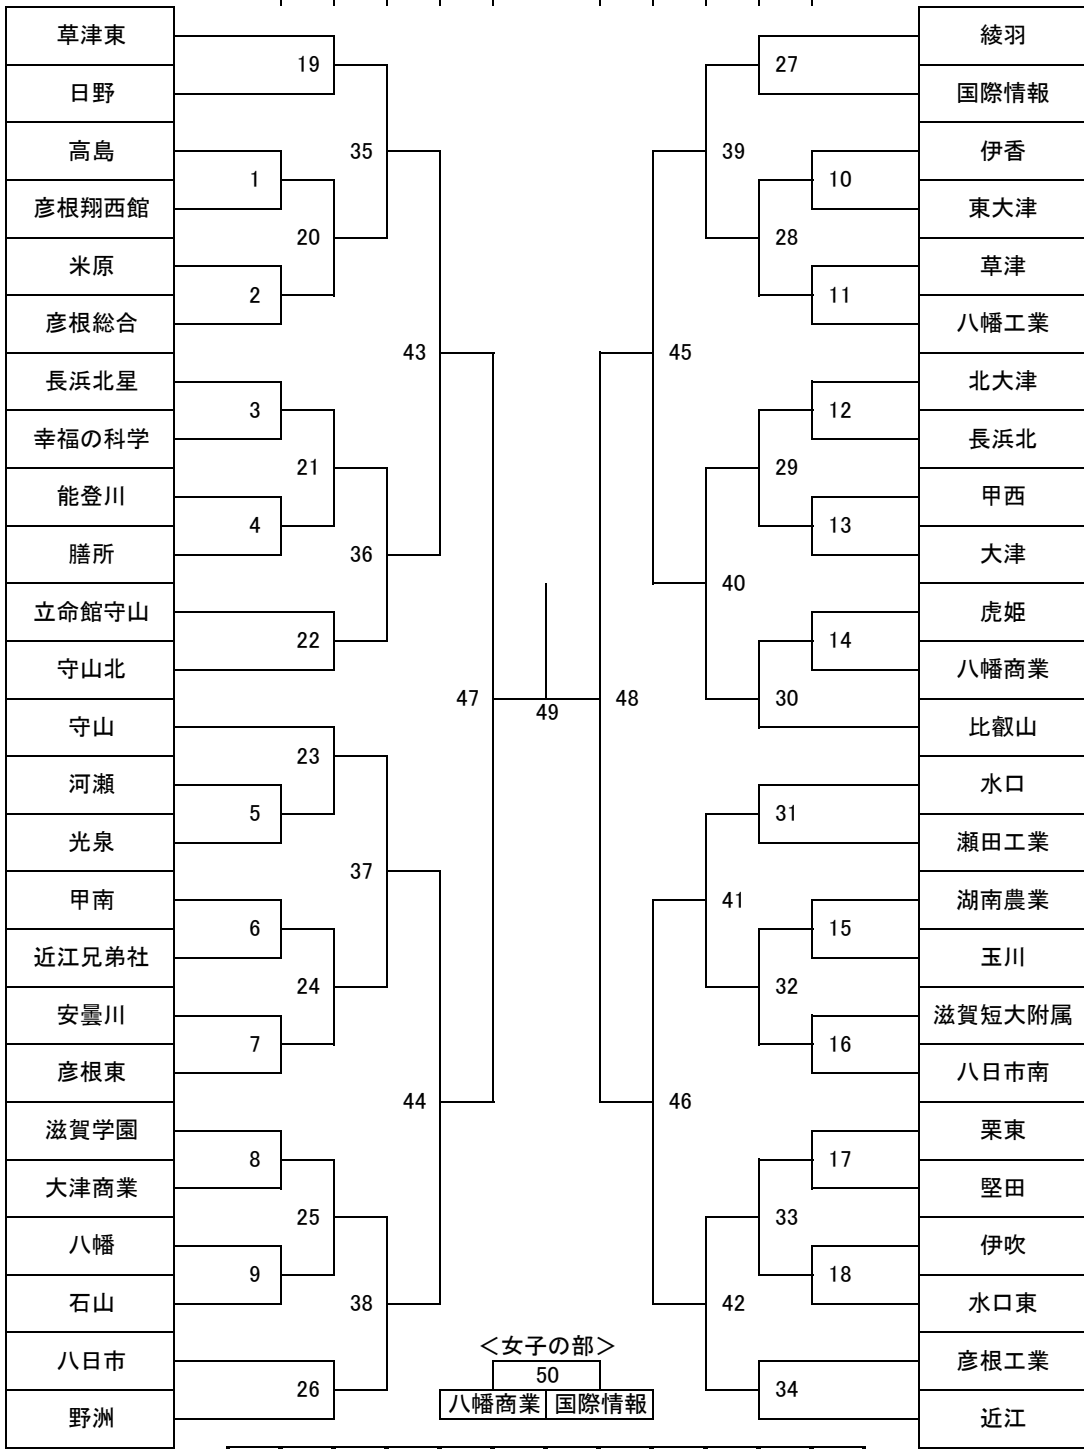 草津東
綾羽
19
27
日野
国際情報
高島
35
39
伊香
1
10
彦根翔西館
東大津
20
28
米原
草津
2
11
彦根総合
八幡工業
43
45
長浜北星
北大津
3
12
幸福の科学
長浜北
21
29
能登川
甲西
4
13
膳所
36
大津
40
立命館守山
虎姫
22
14
守山北
八幡商業
47
48
30
49
守山
比叡山
23
河瀬
水口
5
31
光泉
瀬田工業
37
甲南
41
湖南農業
6
15
近江兄弟社
玉川
24
32
安曇川
滋賀短大附属
7
16
彦根東
八日市南
44
46
滋賀学園
栗東
8
17
大津商業
堅田
25
33
八幡
伊吹
9
18
石山
38
42
水口東
<女子の部>
八日市
彦根工業
50
26
34
八幡商業 国際情報
野洲
近江